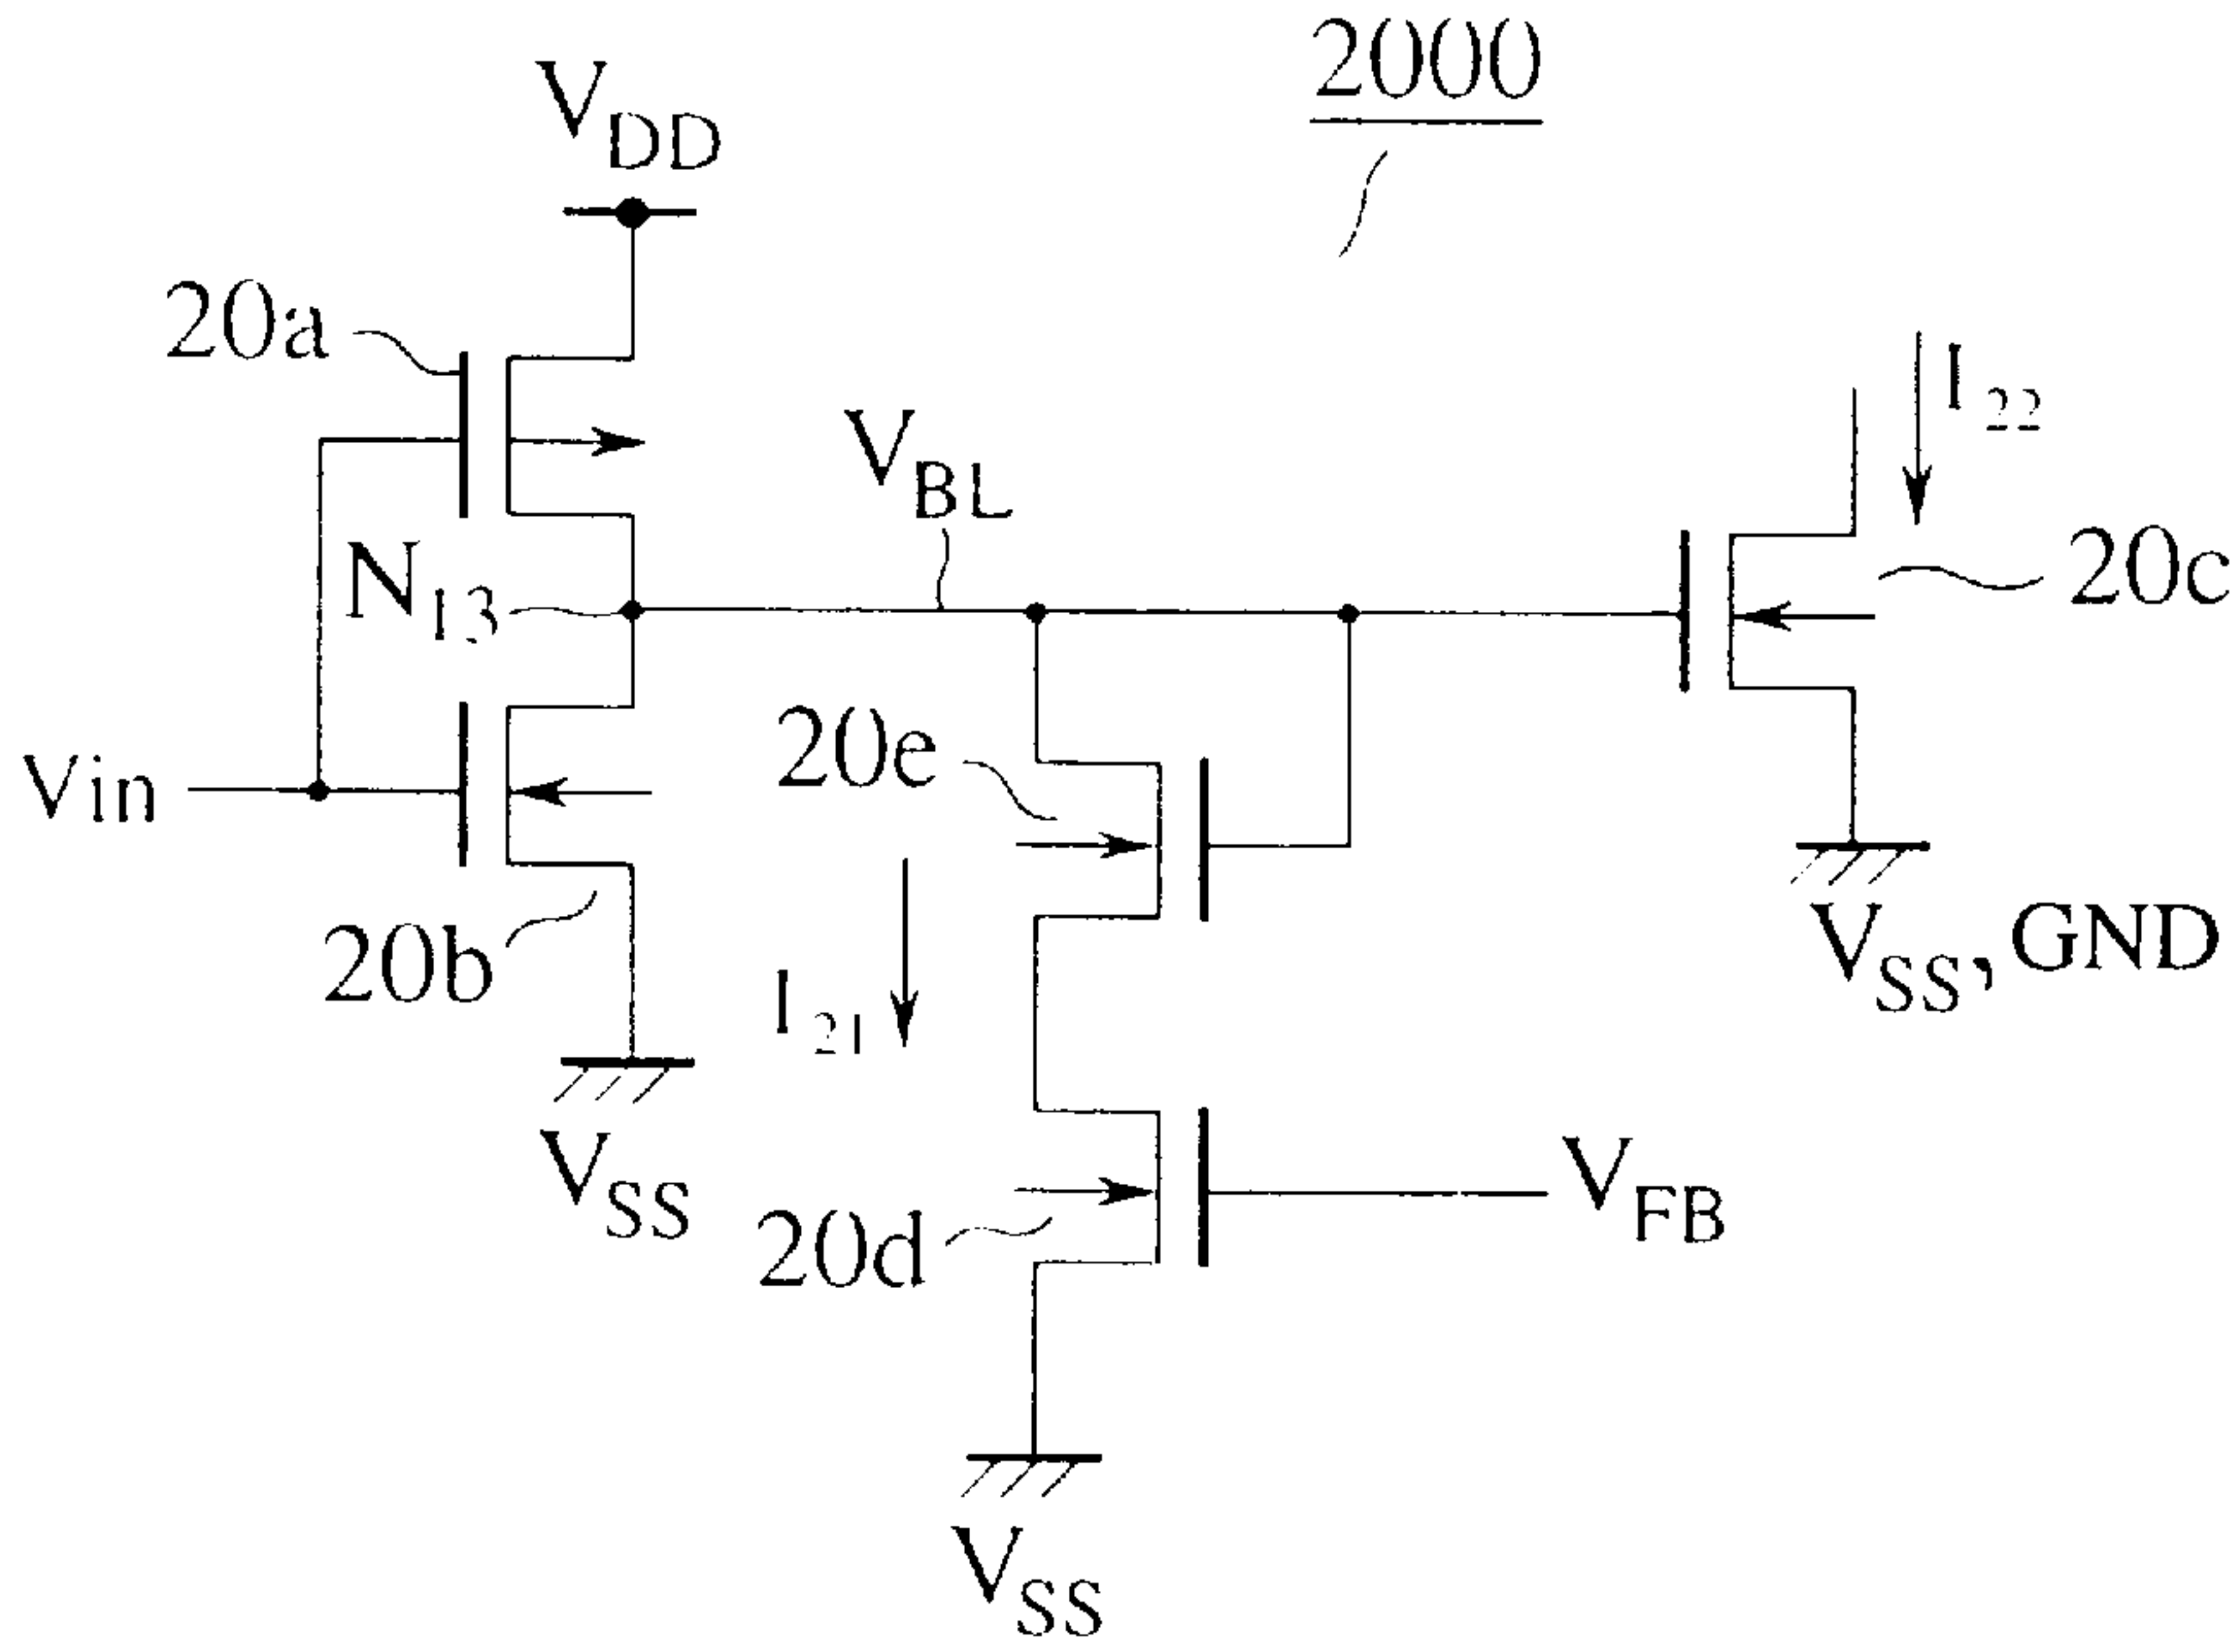 2000
VDD
20a
I22
VBL
N13
20c
20e
Vin
20b
VSS, GND
I21
VSS
20d
VFB
VSS